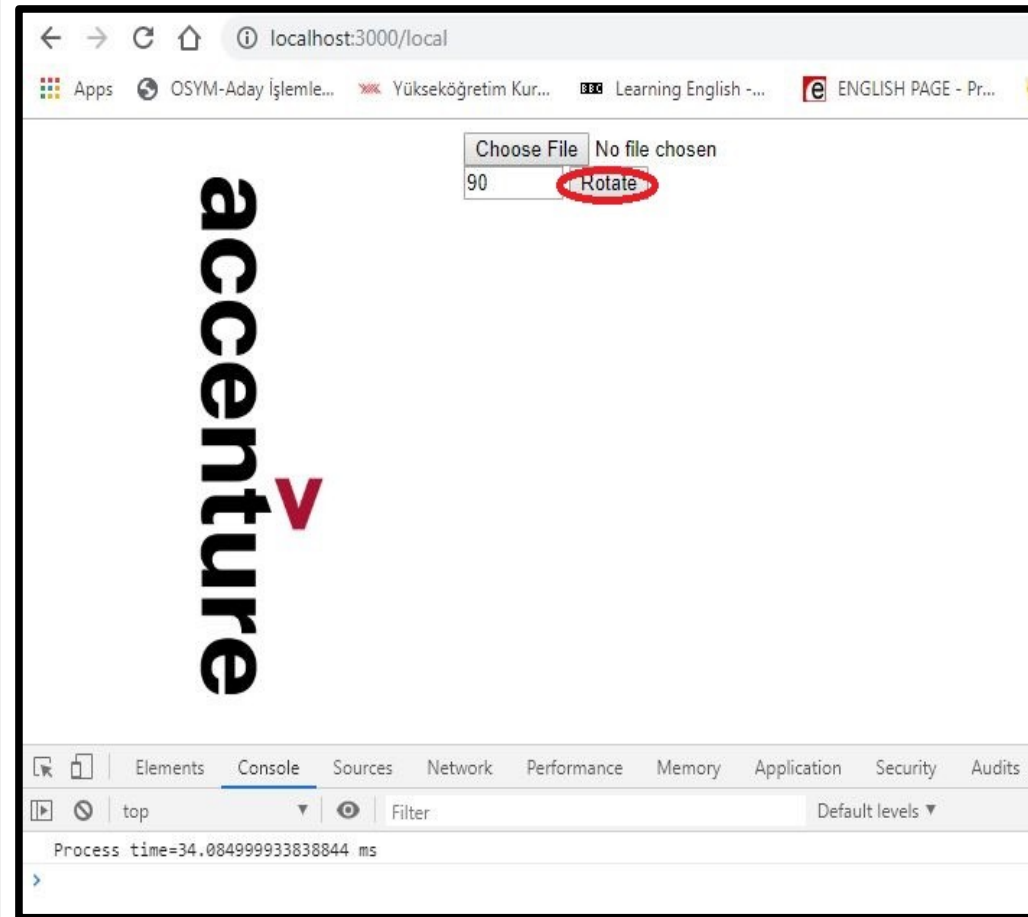 localhost:3000/local
Apps OSYM-Aday İşlemle... Yükseköğretim Kur... BBC Learning English -... e ENGLISH PAGE - Pr...
Choose File No file chosen
90 Rotate
accenture
Elements Console Sources Network Performance Memory Application Security Audits
top Filter Default levels ▼
Process time=34.084999933838844 ms
>